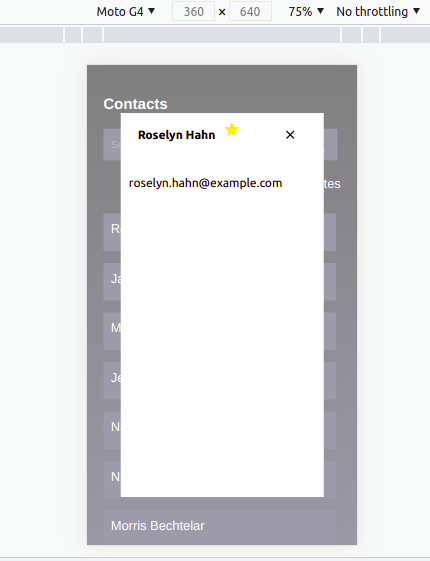 Moto G4 ▼ 360 × 640 75% ▼ No throttling ▼
Contacts
Roselyn Hahn ★ ✕
roselyn.hahn@example.com
tes
R
Ja
M
Je
N
N
Morris Bechtelar